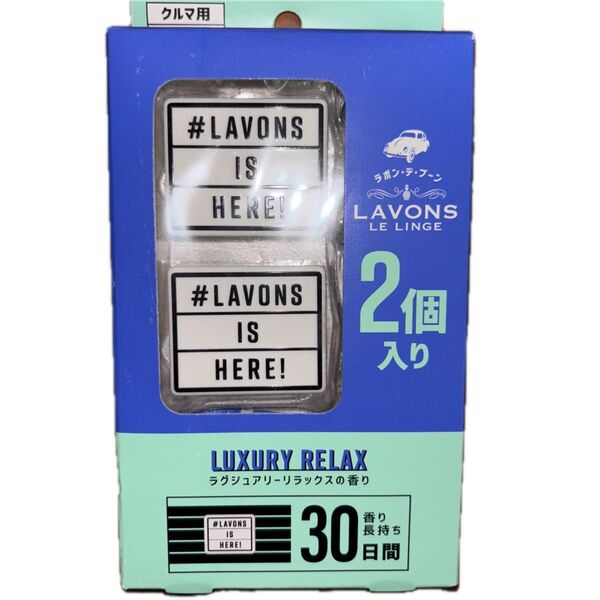 クルマ用
#LAVONS
IS
HERE!
#LAVONS
IS
HERE!
ラボン・デ・ブーン
LAVONS
LE LINGE
2個
入り
LUXURY RELAX
ラグジュアリーリラックスの香り
#LAVONS
IS
HERE!
30日間
香り
長持ち